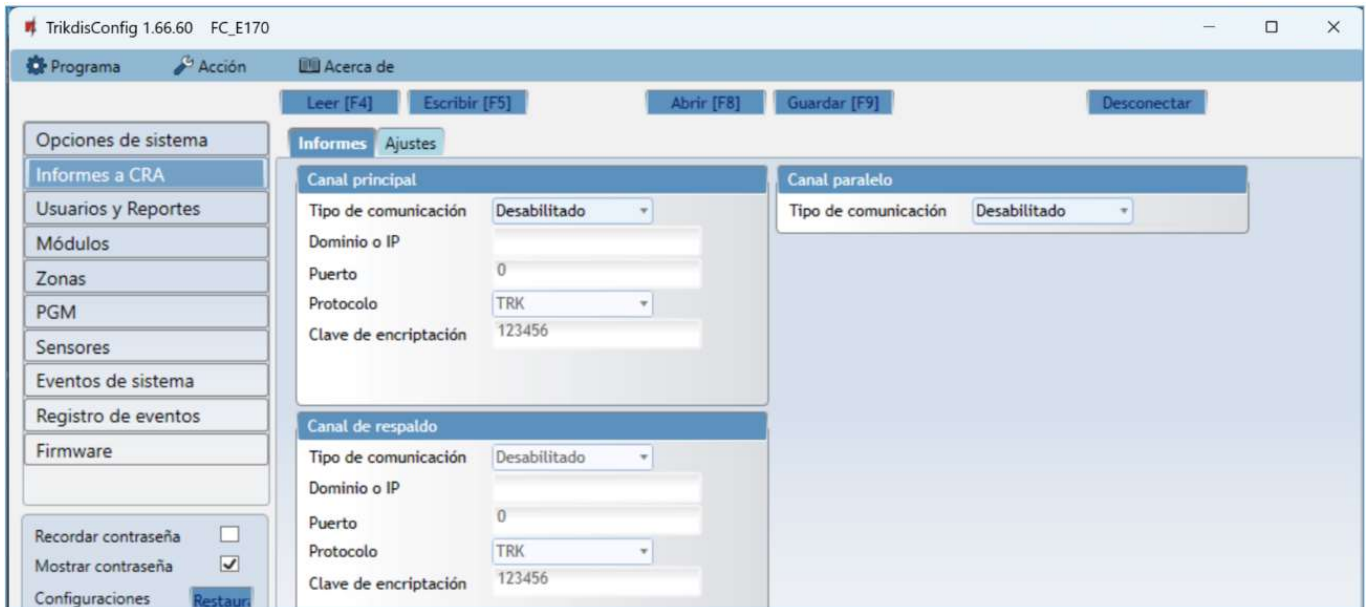 TrikdisConfig 1.66.60 FC_E170
Programa Acción Acerca de
Leer [F4] Escribir [F5] Abrir [F8] Guardar [F9] Desconectar
Opciones de sistema
Informes a CRA
Usuarios y Reportes
Módulos
Zonas
PGM
Sensores
Eventos de sistema
Registro de eventos
Firmware
Recordar contraseña
Mostrar contraseña
Configuraciones
Informes Ajustes
Canal principal
Tipo de comunicación Desabilitado
Dominio o IP
Puerto 0
Protocolo TRK
Clave de encriptación 123456
Canal de respaldo
Tipo de comunicación Desabilitado
Dominio o IP
Puerto 0
Protocolo TRK
Clave de encriptación 123456
Canal paralelo
Tipo de comunicación Desabilitado